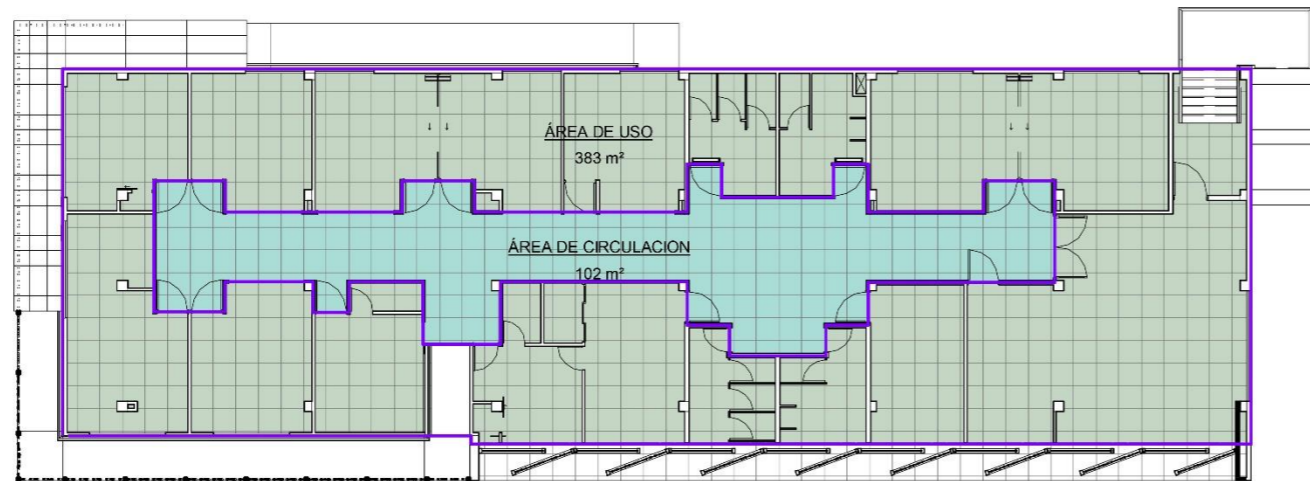 ÁREA DE USO
383 m²
ÁREA DE CIRCULACION
102 m²